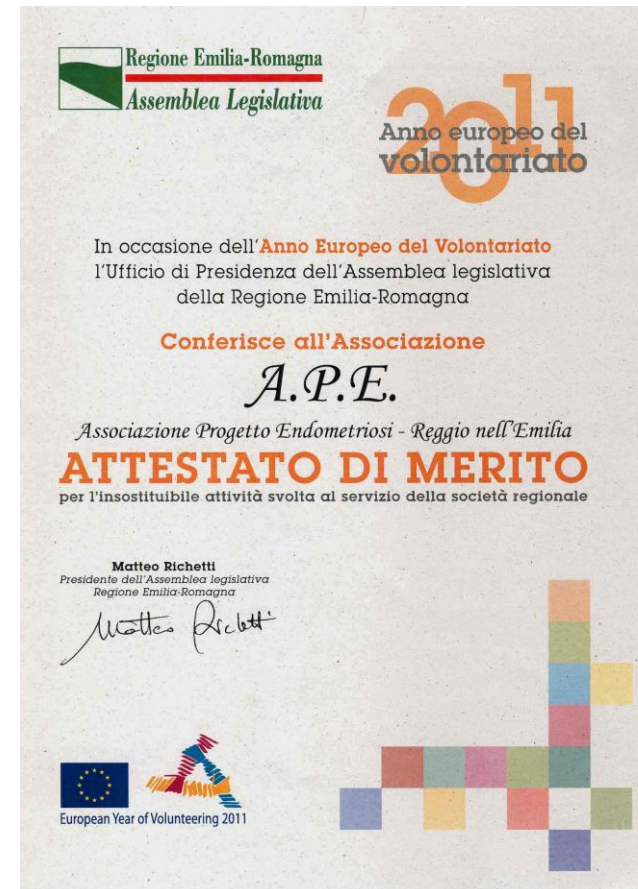 Regione Emilia-Romagna
Assemblea Legislativa
2011
Anno europeo del
volontariato
In occasione dell'Anno Europeo del Volontariato
l'Ufficio di Presidenza dell'Assemblea legislativa
della Regione Emilia-Romagna
Conferisce all'Associazione
A.P.E.
Associazione Progetto Endometriosi - Reggio nell'Emilia
ATTESTATO DI MERITO
per l'insostituibile attività svolta al servizio della società regionale
Matteo Richetti
Presidente dell'Assemblea legislativa
Regione Emilia-Romagna
Matteo Richetti
European Year of Volunteering 2011